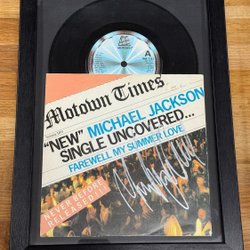 A
Motown Times
"NEW" MICHAEL JACKSON
SINGLE UNCOVERED...
FAREWELL MY SUMMER LOVE
NEVER BEFORE
RELEASED!